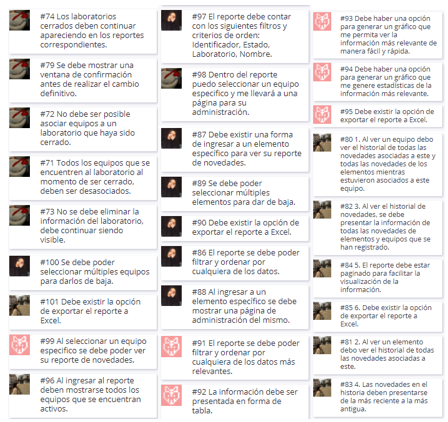 #74 Los laboratorios
cerrados deben continuar
apareciendo en los reportes
correspondientes.
#79 Se debe mostrar una
ventana de confirmación
antes de realizar el cambio
definitivo.
#72 No debe ser posible
asociar equipos a un
laboratorio que haya sido
cerrado.
#71 Todos los equipos que se
encuentren al laboratorio
al momento de ser cerrado,
deben ser desasociados.
#73 No se debe eliminar la
información del laboratorio,
debe continuar siendo
visible.
#100 Se debe poder
seleccionar múltiples equipos
para darlos de baja.
#101 Debe existir la opción
de exportar el reporte a
Excel.
#99 Al seleccionar un equipo
especifico se debe poder ver
su reporte de novedades.
#96 Al ingresar al reporte
deben mostrarse todos los
equipos que se encuentran
activos.
#97 El reporte debe contar
con los siguientes filtros y
criterios de orden:
Identificador, Estado,
Laboratorio, Nombre.
#98 Dentro del reporte
puedo seleccionar un equipo
especifico y me llevará a una
página para su
administración.
#87 Debe existir una forma
de ingresar a un elemento
especifico para ver su reporte
de novedades.
#89 Se debe poder
seleccionar múltiples
elementos para dar de baja.
#90 Debe existir la opción de
exportar el reporte a Excel.
#86 El reporte se debe poder
filtrar y ordenar por
cualquiera de los datos.
#88 Al ingresar a un
elemento específico se debe
mostrar una página de
administración del mismo.
#91 El reporte se debe poder
filtrar y ordenar por
cualquiera de los datos más
relevantes.
#92 La información debe ser
presentada en forma de
tabla.
#93 Debe haber una opción
para generar un gráfico que
me permita ver la
información más relevante de
manera fácil y rápida.
#94 Debe haber una opción
para generar un gráfico que
me genere estadísticas de la
información más relevante.
#95 Debe existir la opción de
exportar el reporte a Excel.
#80 1. Al ver un equipo debo
ver el historial de todas las
novedades asociadas a este y
todas las novedades de los
elementos mientras
estuvieron asociados a este
equipo.
#82 3. Al ver el historial de
novedades, se debe
presentar la información de
todas las novedades de
elementos y equipos que se
han registrado.
#84 5. El reporte debe estar
paginado para facilitar la
visualización de la
información.
#85 6. Debe existir la opción
de exportar el reporte a
Excel.
#81 2. Al ver un elemento
debo ver el historial de todas
las novedades asociadas a
este.
#83 4. Las novedades en el
historia deben presentarse
de la más reciente a la más
antigua.